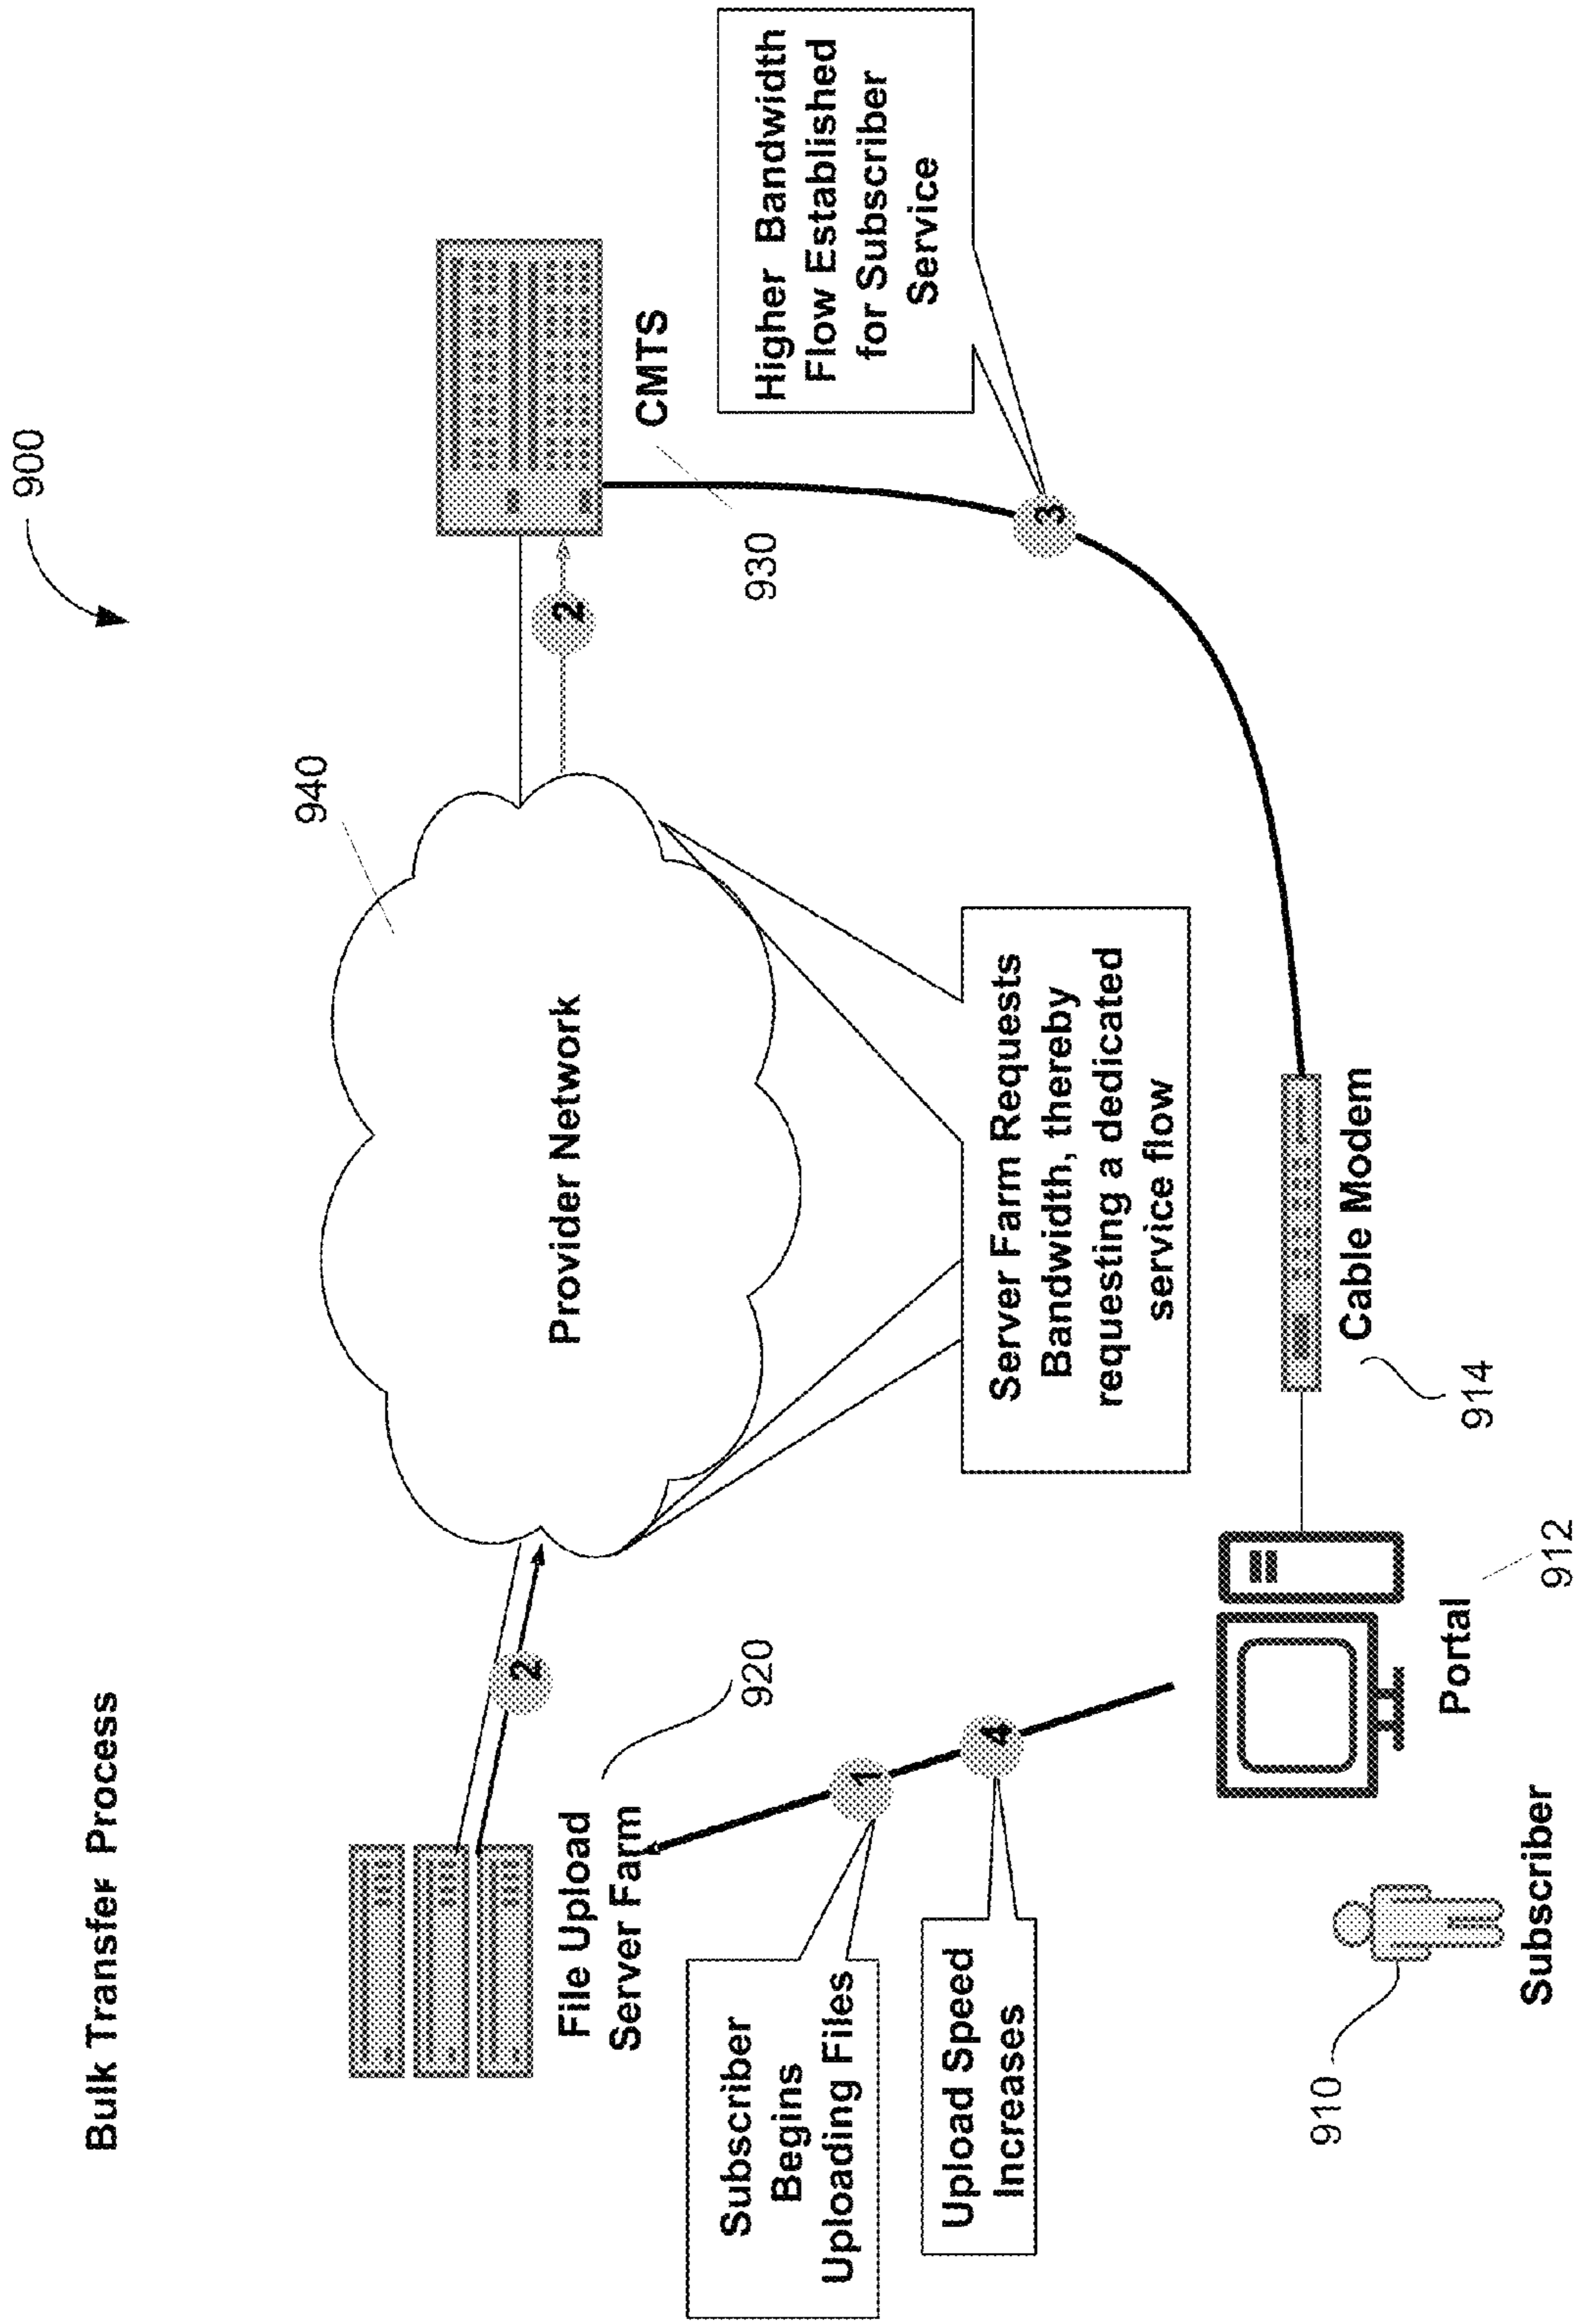 Bulk Transfer Process
900
940
2
2
Provider Network
CMTS
930
File Upload
Server Farm
920
Higher Bandwidth
Flow Established
for Subscriber
Service
3
Subscriber
Begins
Uploading Files
1
4
Upload Speed
Increases
Server Farm Requests
Bandwidth, thereby
requesting a dedicated
service flow
Cable Modem
914
Portal
912
910
Subscriber